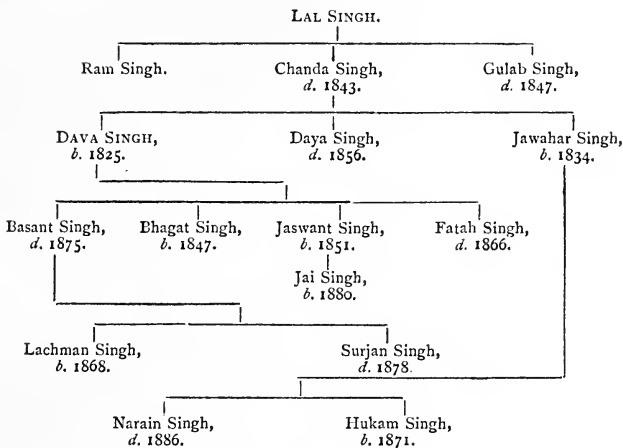 LAL SINGH.
Ram Singh. Chanda Singh, Gulab Singh,
d. 1843. d. 1847.
DAVA SINGH, Daya Singh, Jawahar Singh,
b. 1825. d. 1856. b. 1834.
Basant Singh, Bhagat Singh, Jaswant Singh, Fatah Singh,
d. 1875. b. 1847. b. 1851. d. 1866.
Jai Singh,
b. 1880.
Lachman Singh, Surjan Singh,
b. 1868. d. 1878.
Narain Singh, Hukam Singh,
d. 1886. b. 1871.